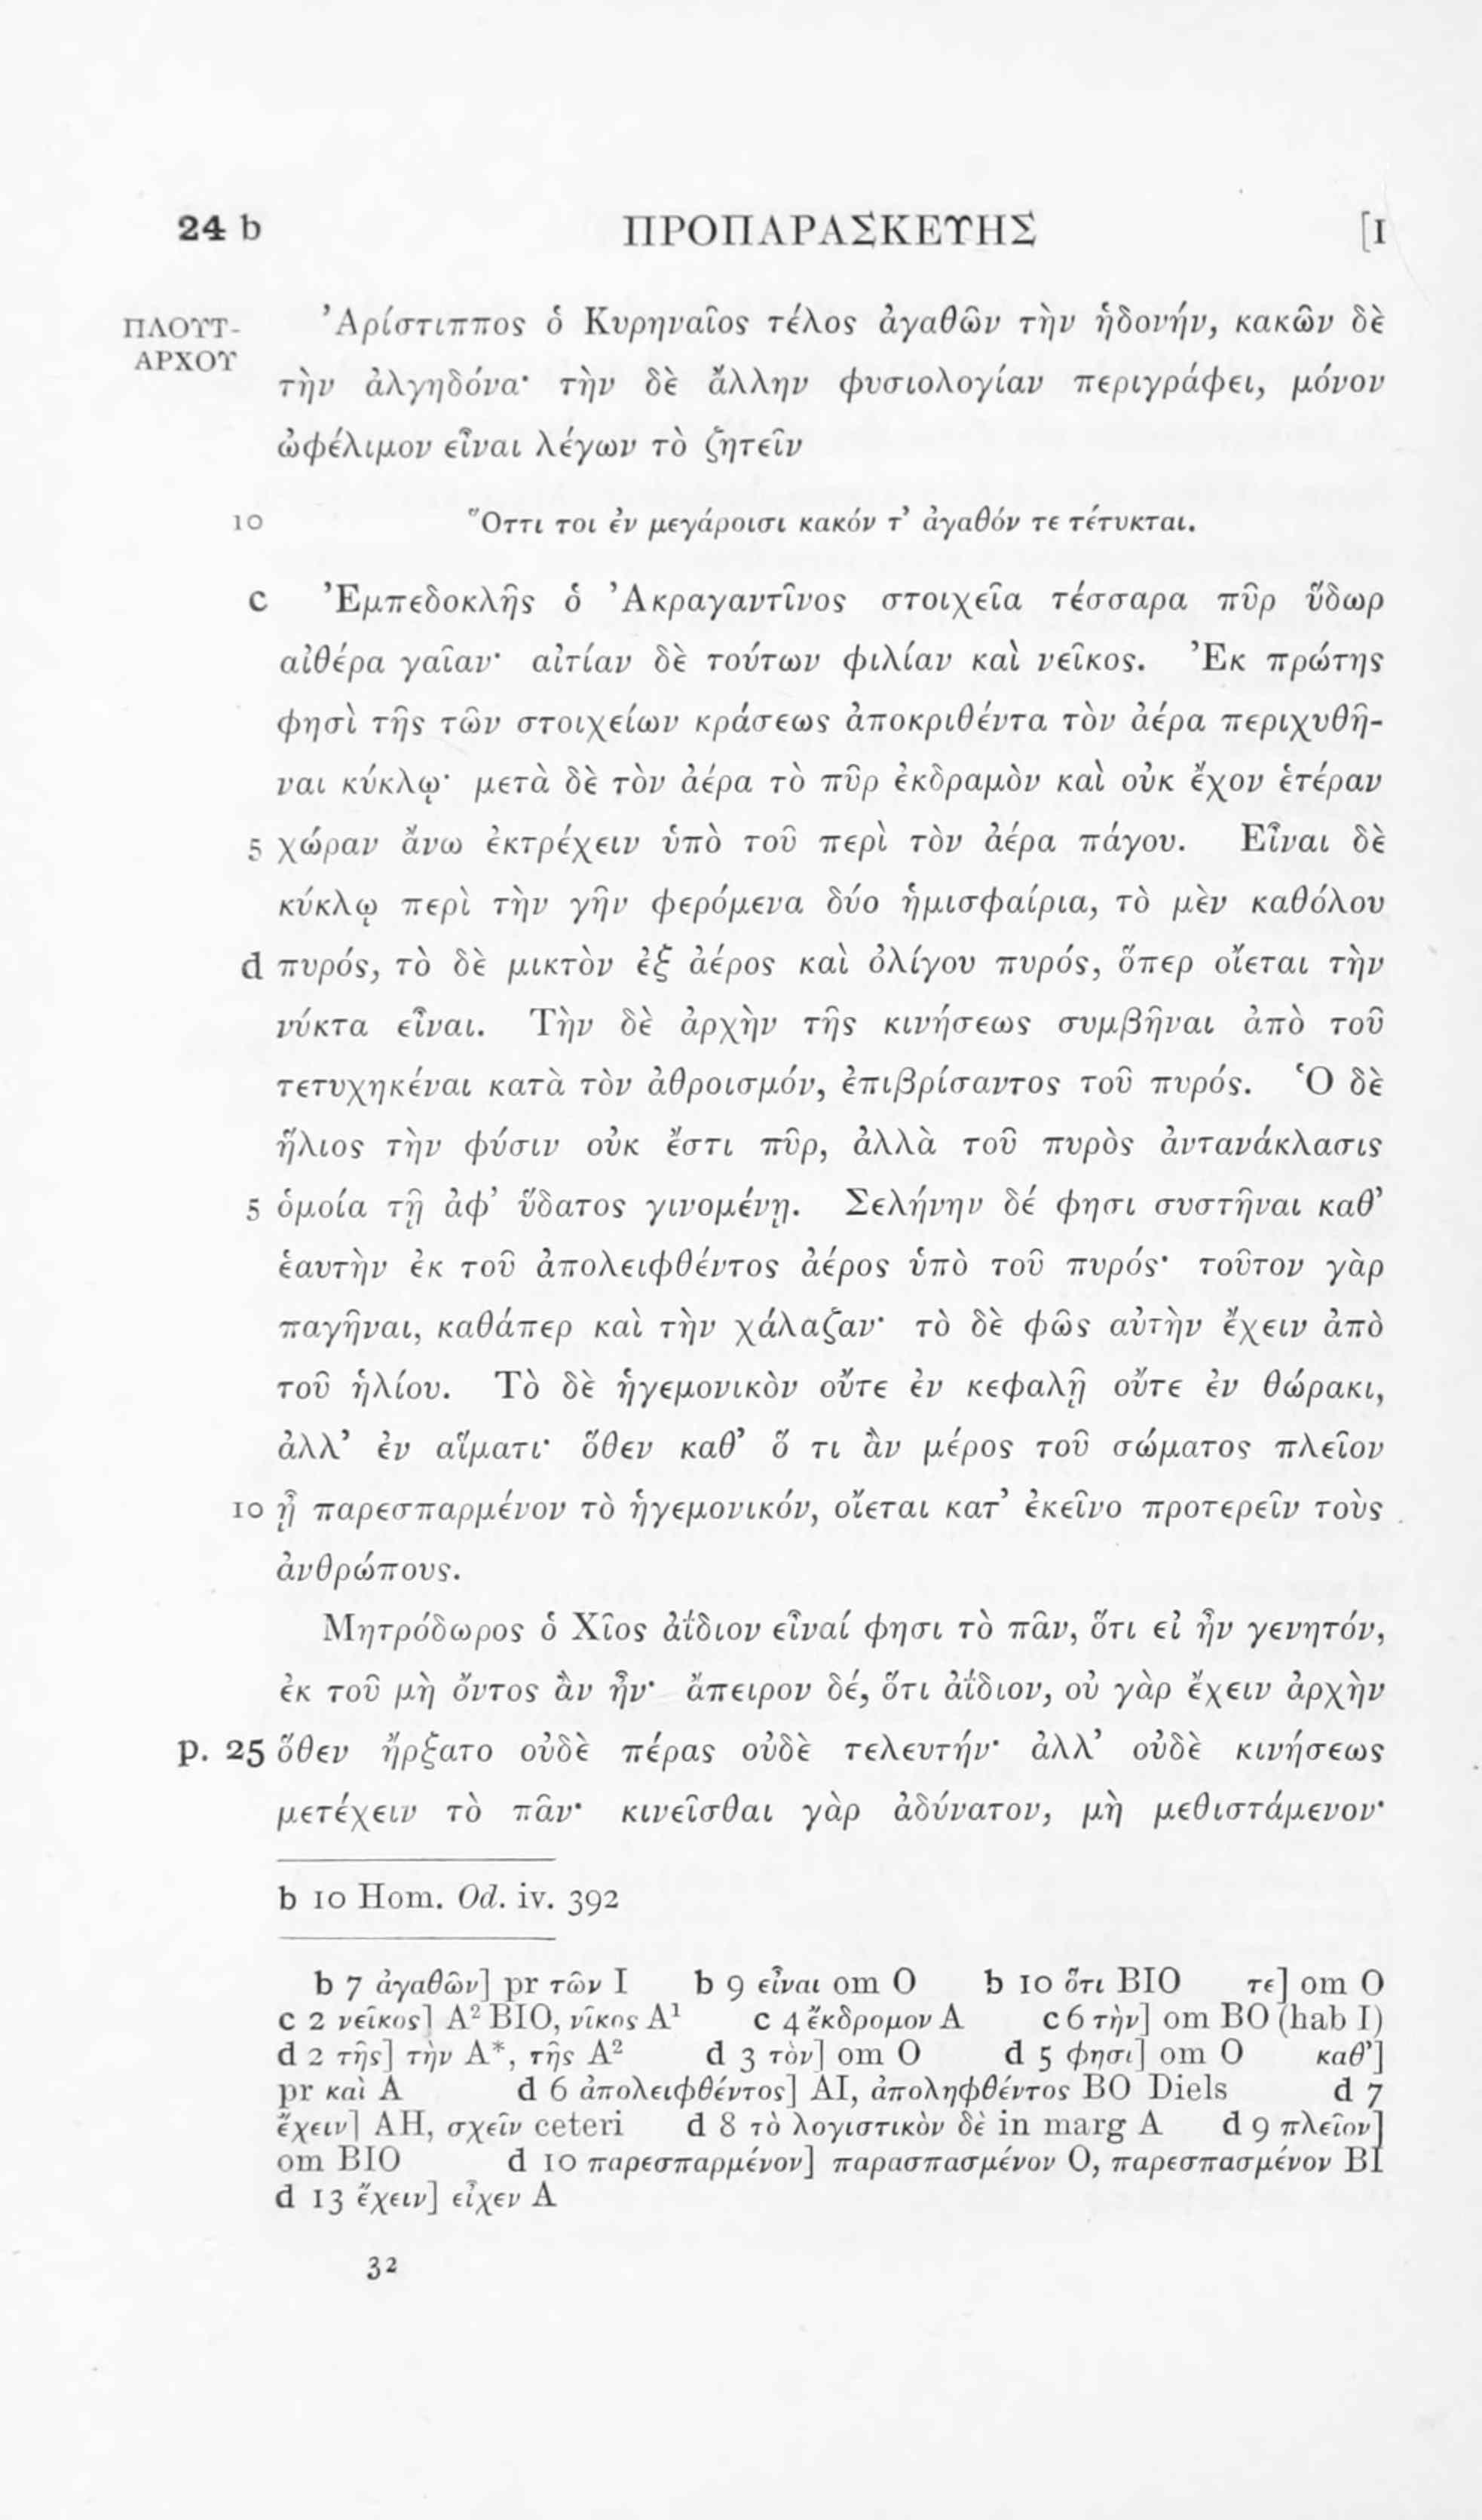 24 b ΠΡΟΠΑΡΑΣΚΕΥΗΣ [I
ΠΛΟΥΤ- Ἀρίστιππος ὁ Κυρηναῖος τέλος ἀγαθῶν τὴν ἡδονήν, κακῶν δὲ
ΑΡΧΟΥ τὴν ἀλγηδόνα· τὴν δὲ ἄλλην φυσιολογίαν περιγράφει, μόνον
ὠφέλιμον εἶναι λέγων τὸ ζητεῖν
10 Ὅττι τοι ἐν μεγάροισι κακόν τ’ ἀγαθόν τε τέτυκται.
c Ἐμπεδοκλῆς ὁ Ἀκραγαντῖνος στοιχεῖα τέσσαρα πῦρ ὕδωρ
αἰθέρα γαῖαν· αἰτίαν δὲ τούτων φιλίαν καὶ νεῖκος. Ἐκ πρώτης
φησὶ τῆς τῶν στοιχείων κράσεως ἀποκριθέντα τὸν ἀέρα περιχυθῆ-
ναι κύκλῳ· μετὰ δὲ τὸν ἀέρα τὸ πῦρ ἐκδραμὸν καὶ οὐκ ἔχον ἑτέραν
5 χώραν ἄνω ἐκτρέχειν ὑπὸ τοῦ περὶ τὸν ἀέρα πάγου. Εἶναι δὲ
κύκλῳ περὶ τὴν γῆν φερόμενα δύο ἡμισφαίρια, τὸ μὲν καθόλου
d πυρός, τὸ δὲ μικτὸν ἐξ ἀέρος καὶ ὀλίγου πυρός, ὅπερ οἴεται τὴν
νύκτα εἶναι. Τὴν δὲ ἀρχὴν τῆς κινήσεως συμβῆναι ἀπὸ τοῦ
τετυχηκέναι κατὰ τὸν ἀθροισμόν, ἐπιβρίσαντος τοῦ πυρός. Ὁ δὲ
ἥλιος τὴν φύσιν οὐκ ἔστι πῦρ, ἀλλὰ τοῦ πυρὸς ἀντανάκλασις
5 ὁμοία τῇ ἀφ’ ὕδατος γινομένῃ. Σελήνην δέ φησι συστῆναι καθ’
ἑαυτὴν ἐκ τοῦ ἀπολειφθέντος ἀέρος ὑπὸ τοῦ πυρός· τοῦτον γὰρ
παγῆναι, καθάπερ καὶ τὴν χάλαζαν· τὸ δὲ φῶς αὐτὴν ἔχειν ἀπὸ
τοῦ ἡλίου. Τὸ δὲ ἡγεμονικὸν οὔτε ἐν κεφαλῇ οὔτε ἐν θώρακι,
ἀλλ’ ἐν αἵματι· ὅθεν καθ’ ὅ τι ἂν μέρος τοῦ σώματος πλεῖον
10 ᾖ παρεσπαρμένον τὸ ἡγεμονικόν, οἴεται κατ’ ἐκεῖνο προτερεῖν τοὺς
ἀνθρώπους.
Μητρόδωρος ὁ Χῖος ἀΐδιον εἶναί φησι τὸ πᾶν, ὅτι εἰ ἦν γενητόν,
ἐκ τοῦ μὴ ὄντος ἂν ἦν· ἄπειρον δέ, ὅτι ἀΐδιον, οὐ γὰρ ἔχειν ἀρχὴν
p. 25 ὅθεν ἤρξατο οὐδὲ πέρας οὐδὲ τελευτήν· ἀλλ’ οὐδὲ κινήσεως
μετέχειν τὸ πᾶν· κινεῖσθαι γὰρ ἀδύνατον, μὴ μεθιστάμενον·
b 10 Hom. Od. iv. 392
b 7 ἀγαθῶν] pr τῶν I b 9 εἶναι om O b 10 ὅτι BIO τε] om O
c 2 νεῖκος] A² BIO, νῖκος A¹ c 4 ἔκδρομον A c 6 τὴν] om BO (hab I)
d 2 τῆς] τὴν A*, τῆς A² d 3 τὸν] om O d 5 φησι] om O καθ’]
pr καὶ A d 6 ἀπολειφθέντος] AI, ἀποληφθέντος BO Diels d 7
ἔχειν] AH, σχεῖν ceteri d 8 τὸ λογιστικὸν δὲ in marg A d 9 πλεῖον]
om BIO d 10 παρεσπαρμένον] παρασπασμένον O, παρεσπασμένον BI
d 13 ἔχειν] εἶχεν A
32